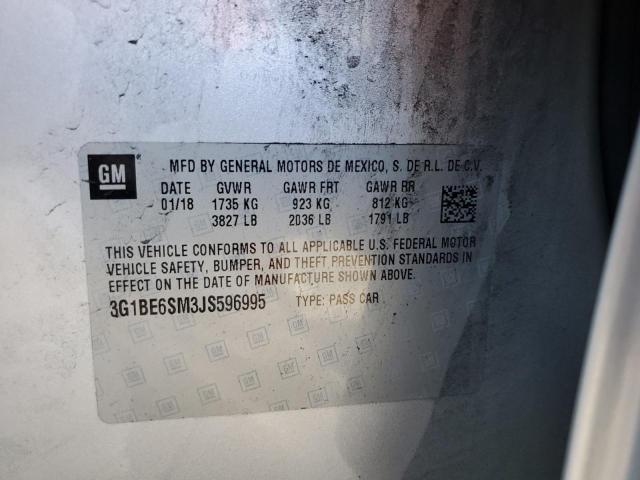 GM
MFD BY GENERAL MOTORS DE MEXICO, S. DE R.L. DE C.V.
DATE GVWR GAWR FRT GAWR RR
01/18 1735 KG 923 KG 812 KG
3827 LB 2036 LB 1791 LB
THIS VEHICLE CONFORMS TO ALL APPLICABLE U.S. FEDERAL MOTOR
VEHICLE SAFETY, BUMPER, AND THEFT PREVENTION STANDARDS IN
EFFECT ON THE DATE OF MANUFACTURE SHOWN ABOVE.
3G1BE6SM3JS596995 TYPE: PASS CAR